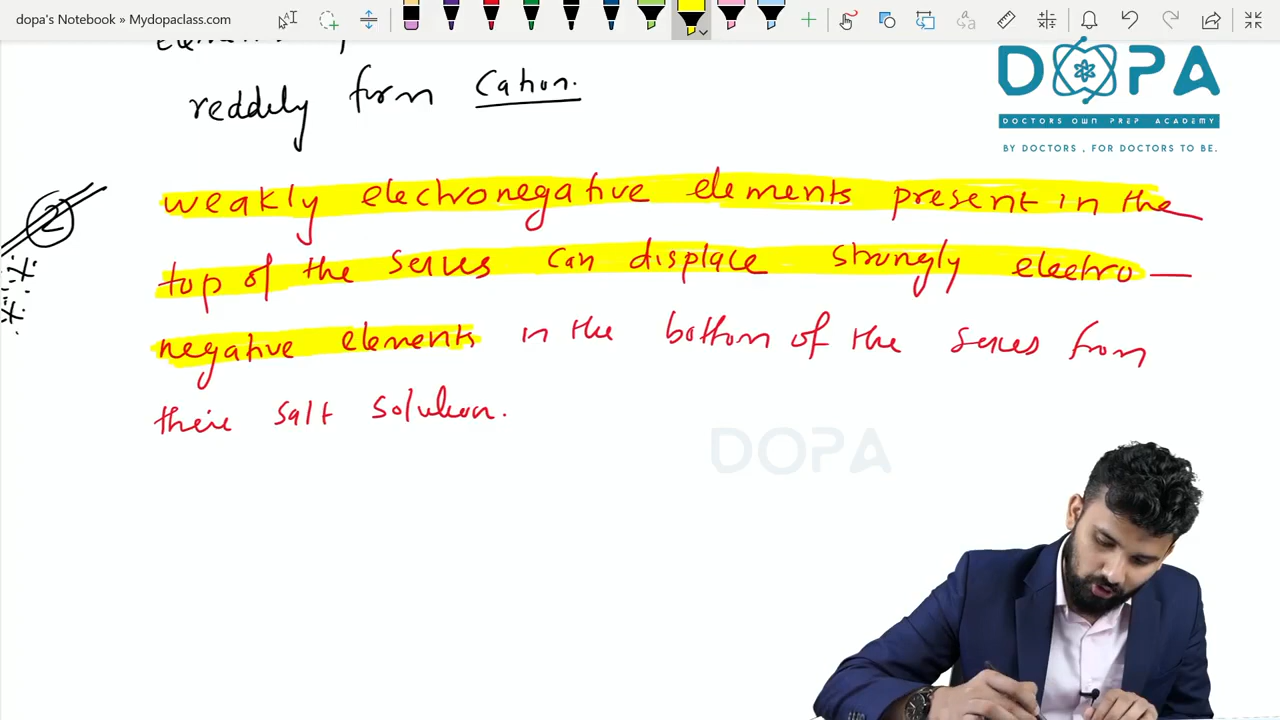 dopa's Notebook » Mydopaclass.com
DOPA
DOCTORS OWN PREP ACADEMY
BY DOCTORS , FOR DOCTORS TO BE.
reddely form Cation.
2
weakly electronegative elements present in the
top of the series can displace strongly electro—
negative elements in the bottom of the series from
their salt solution.
DOPA